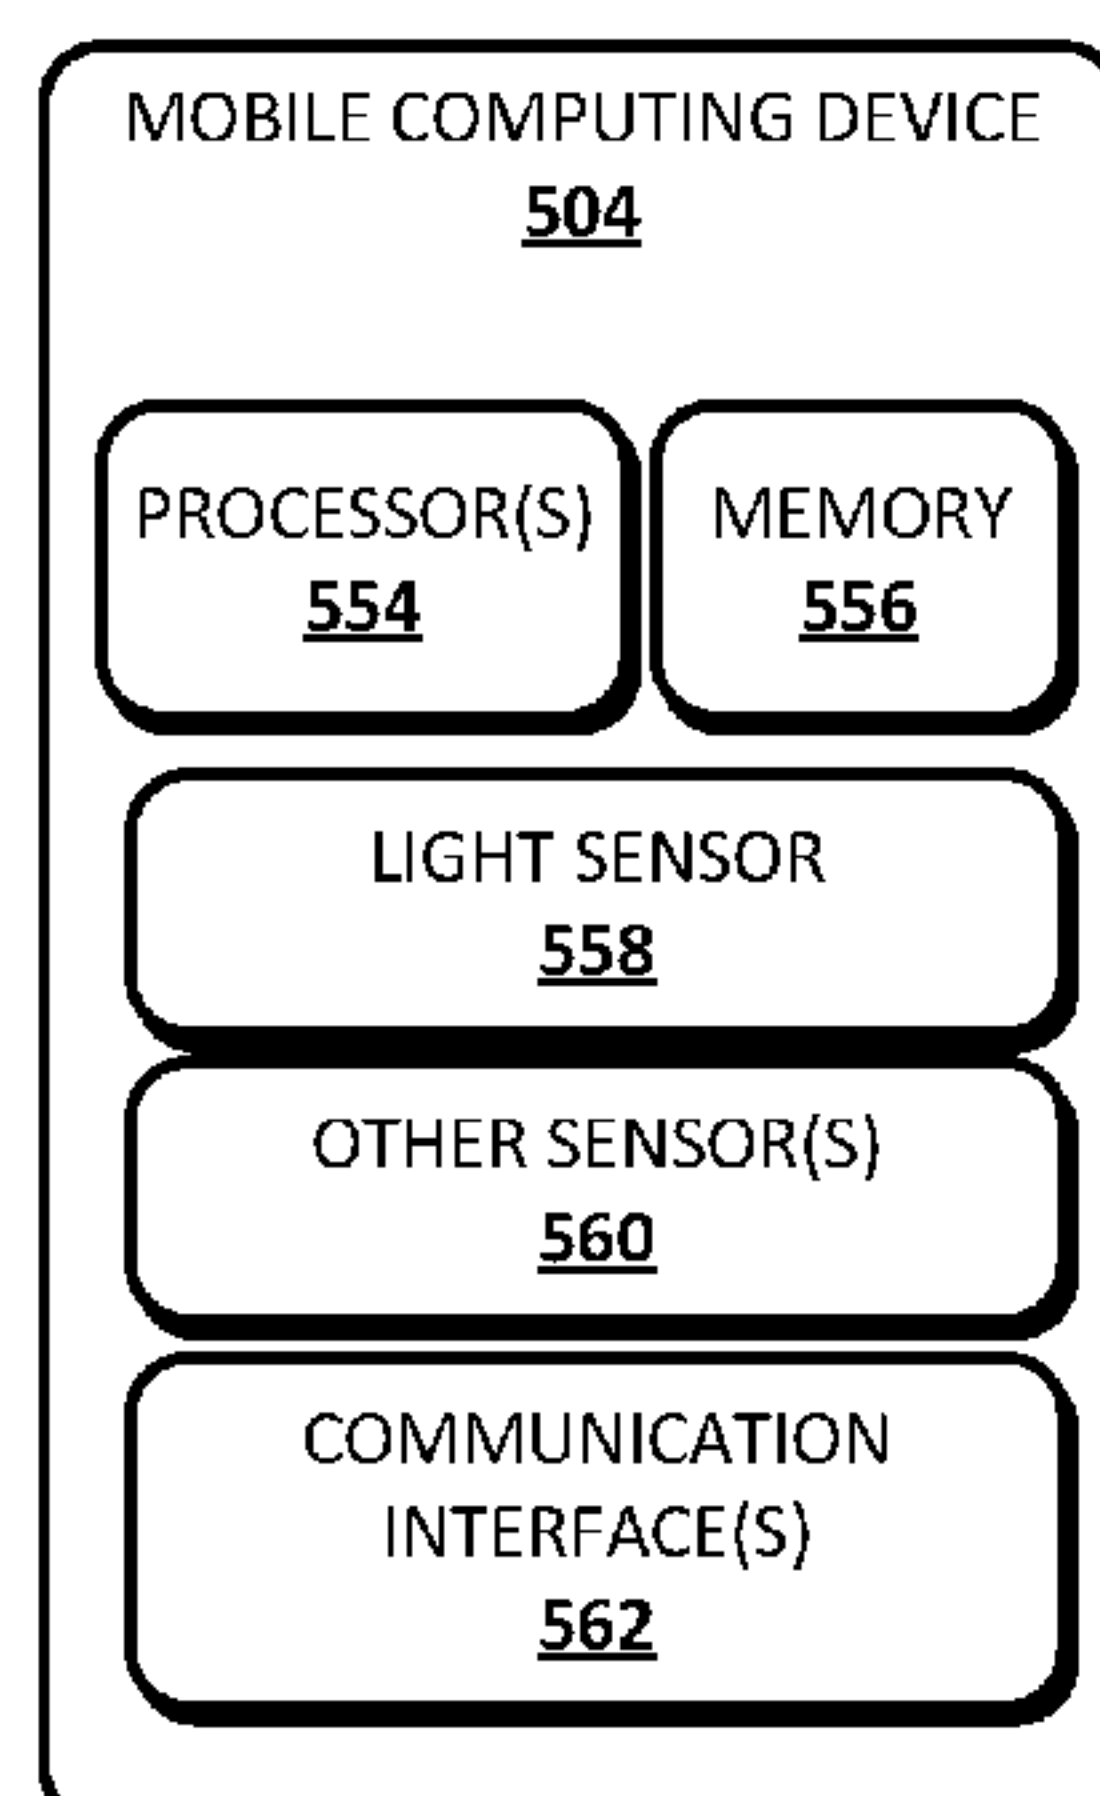 MOBILE COMPUTING DEVICE
504
PROCESSOR(S)
554
MEMORY
556
LIGHT SENSOR
558
OTHER SENSOR(S)
560
COMMUNICATION
INTERFACE(S)
562